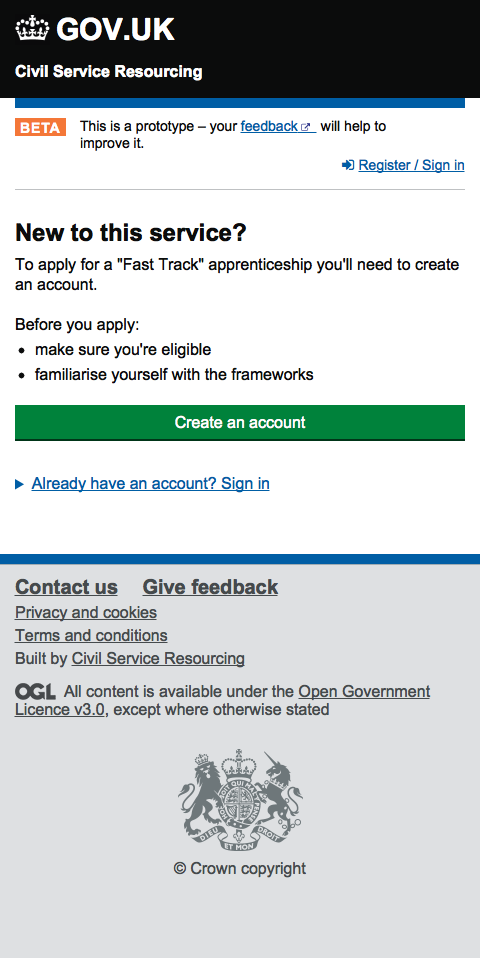 GOV.UK
Civil Service Resourcing
BETA
This is a prototype – your feedback will help to
improve it.
Register / Sign in
New to this service?
To apply for a "Fast Track" apprenticeship you'll need to create
an account.
Before you apply:
• make sure you're eligible
• familiarise yourself with the frameworks
Create an account
Already have an account? Sign in
Contact us Give feedback
Privacy and cookies
Terms and conditions
Built by Civil Service Resourcing
OGL All content is available under the Open Government
Licence v3.0, except where otherwise stated
DIEU ET MON DROIT
© Crown copyright